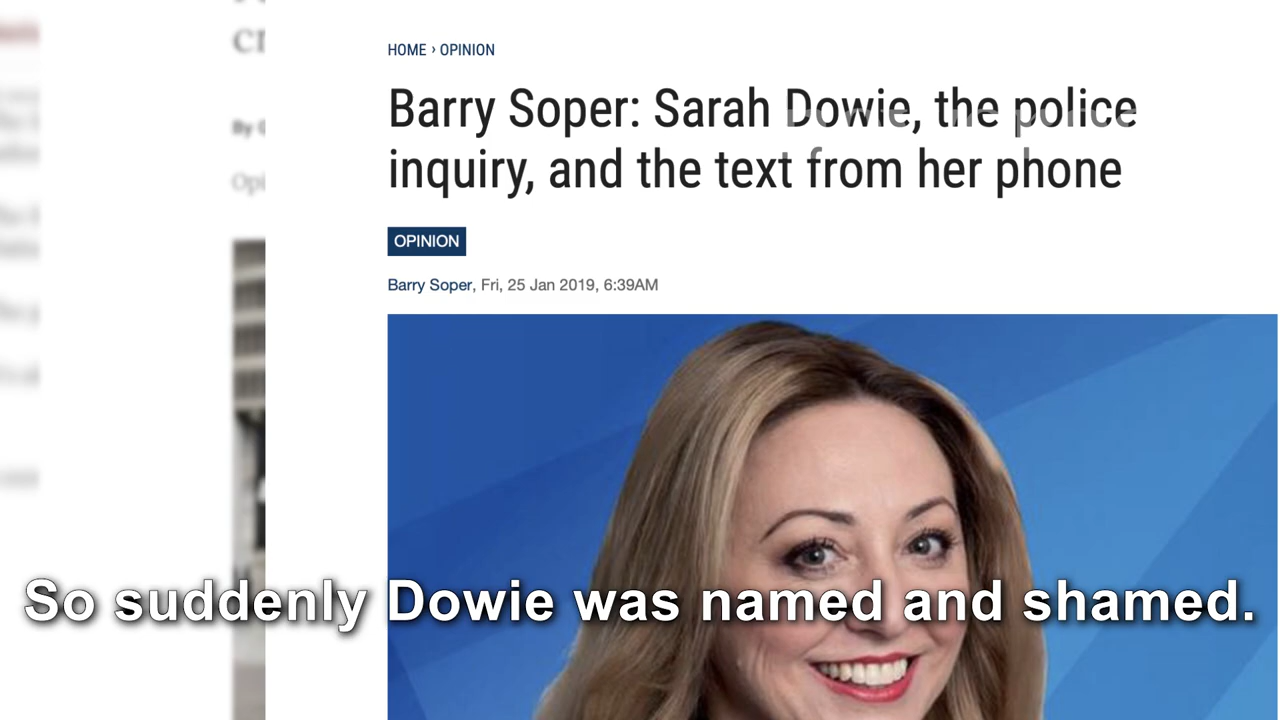 HOME › OPINION
Barry Soper: Sarah Dowie, the police
inquiry, and the text from her phone
OPINION
Barry Soper, Fri, 25 Jan 2019, 6:39AM
So suddenly Dowie was named and shamed.